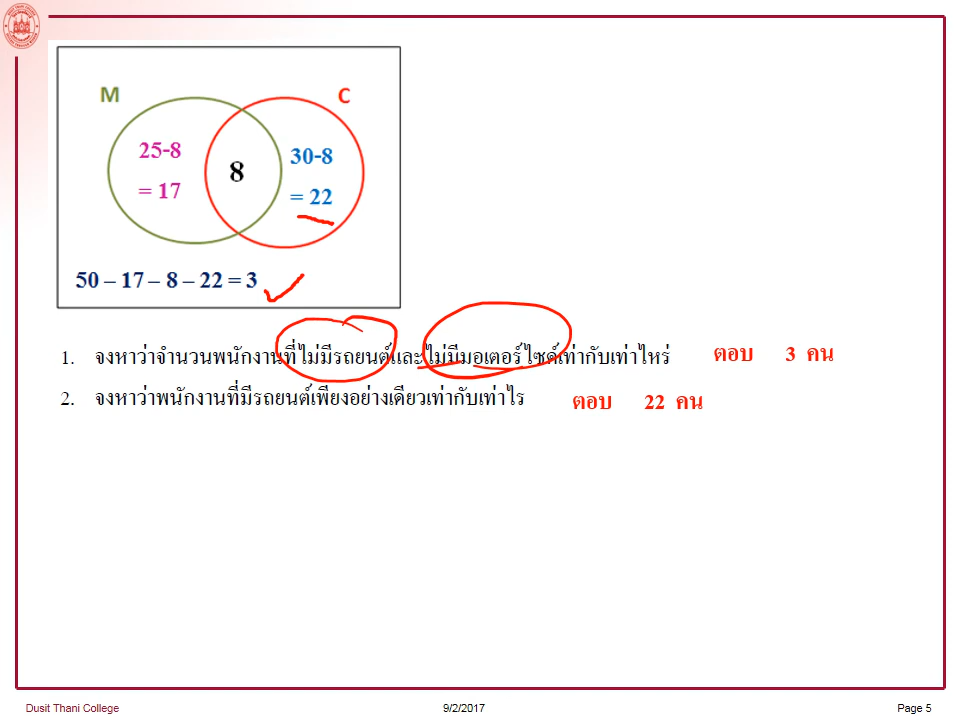 M
C
25-8
= 17
8
30-8
= 22
50 – 17 – 8 – 22 = 3
1. จงหาว่าจำนวนพนักงานที่ไม่มีรถยนต์และไม่มีมอเตอร์ไซด์เท่ากับเท่าไหร่ ตอบ 3 คน
2. จงหาว่าพนักงานที่มีรถยนต์เพียงอย่างเดียวเท่ากับเท่าไร ตอบ 22 คน
Dusit Thani College 9/2/2017 Page 5